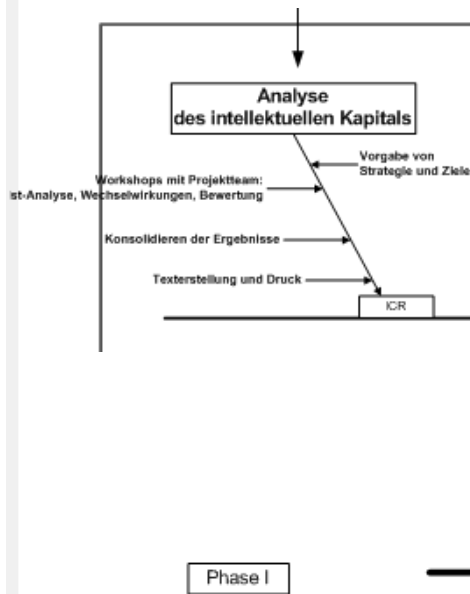 Analyse
des intellektuellen Kapitals
Vorgabe von
Strategie und Ziele
Workshops mit Projektteam:
st-Analyse, Wechselwirkungen, Bewertung
Konsolidieren der Ergebnisse
Texterstellung und Druck
ICR
Phase I